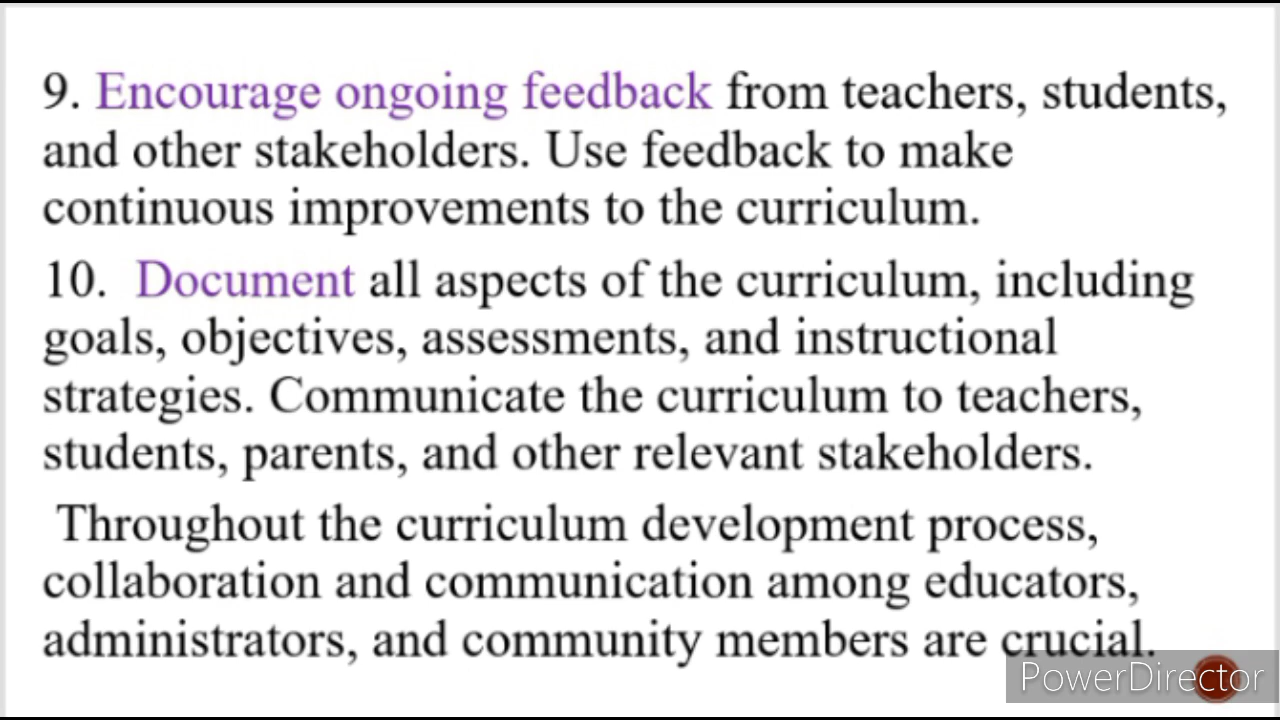 9. Encourage ongoing feedback from teachers, students,
and other stakeholders. Use feedback to make
continuous improvements to the curriculum.
10. Document all aspects of the curriculum, including
goals, objectives, assessments, and instructional
strategies. Communicate the curriculum to teachers,
students, parents, and other relevant stakeholders.
Throughout the curriculum development process,
collaboration and communication among educators,
administrators, and community members are crucial.
PowerDirector